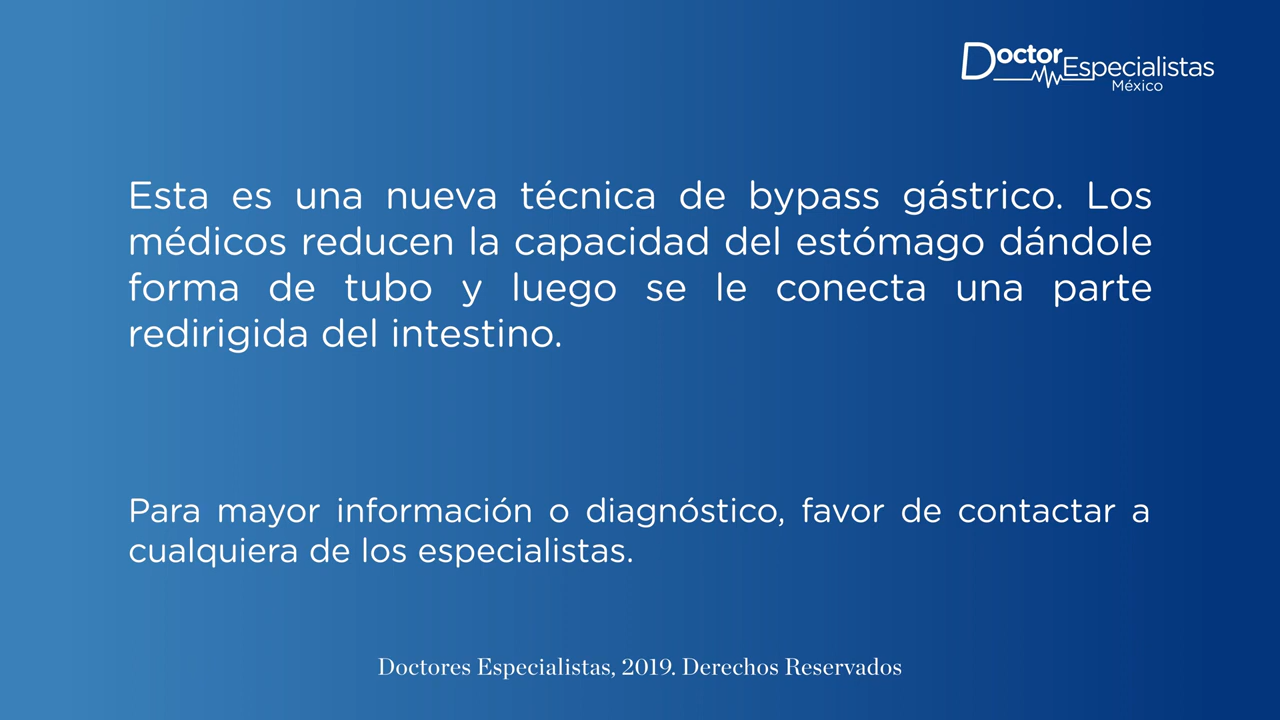 Doctor Especialistas
México
Esta es una nueva técnica de bypass gástrico. Los
médicos reducen la capacidad del estómago dándole
forma de tubo y luego se le conecta una parte
redirigida del intestino.
Para mayor información o diagnóstico, favor de contactar a
cualquiera de los especialistas.
Doctores Especialistas, 2019. Derechos Reservados